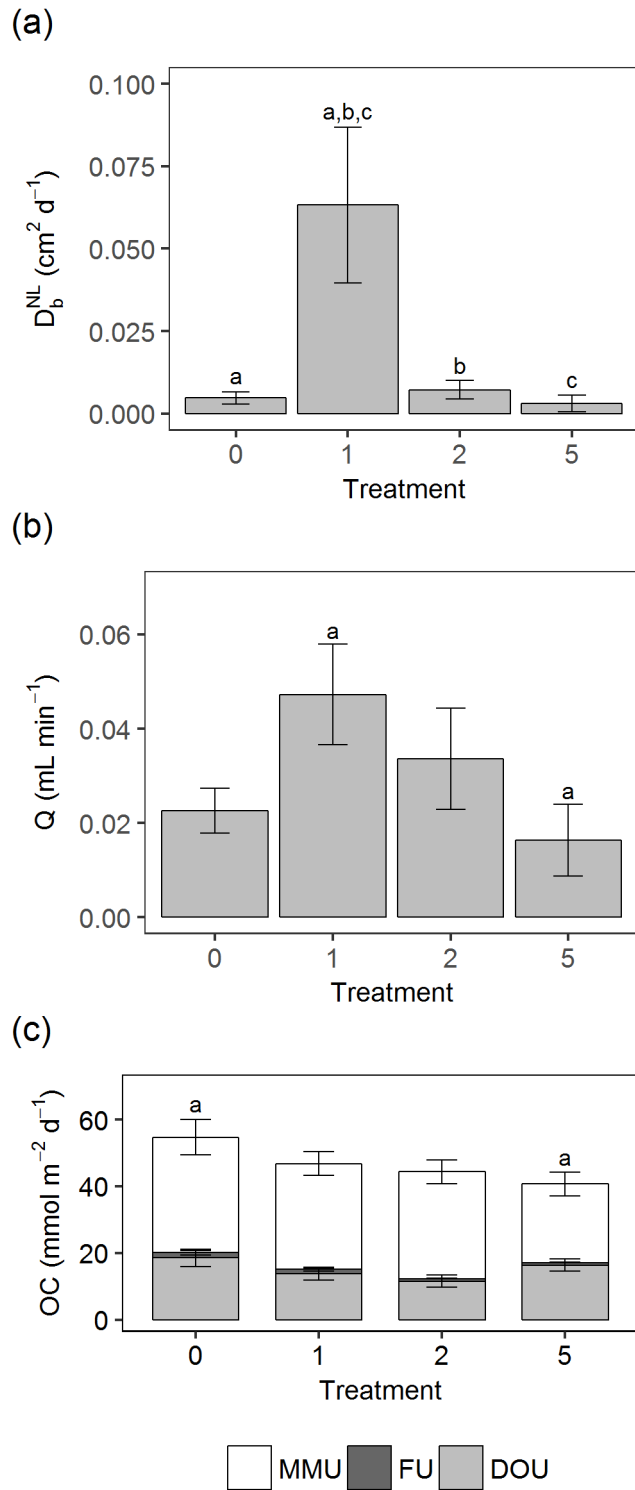 (a)
0.100
a,b,c
0.075
0.050
0.025
a
b
c
0.000
0 1 2 5
D_b^NL (cm² d⁻¹)
Treatment
(b)
0.06
a
0.04
a
0.02
0.00
0 1 2 5
Q (mL min⁻¹)
Treatment
(c)
a
60
a
40
20
0
0 1 2 5
OC (mmol m⁻² d⁻¹)
Treatment
MMU FU DOU